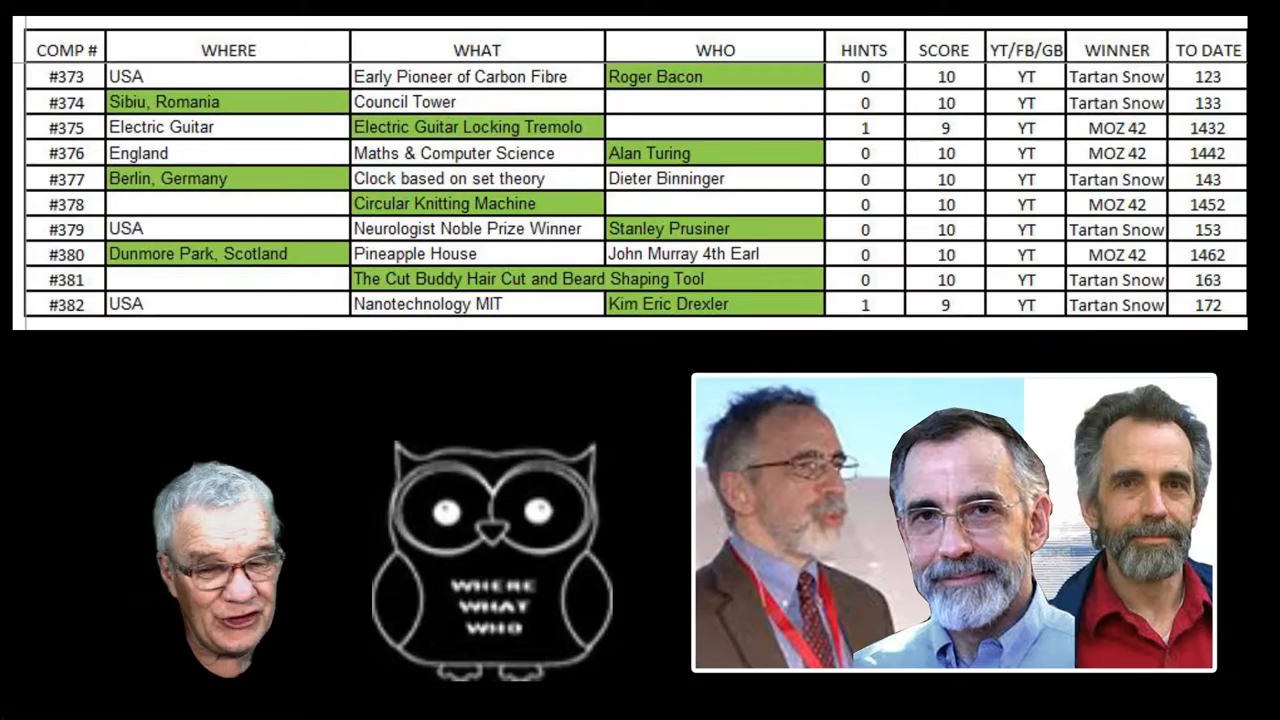 COMP # WHERE WHAT WHO HINTS SCORE YT/FB/GB WINNER TO DATE
#373 USA Early Pioneer of Carbon Fibre Roger Bacon 0 10 YT Tartan Snow 123
#374 Sibiu, Romania Council Tower 0 10 YT Tartan Snow 133
#375 Electric Guitar Electric Guitar Locking Tremolo 1 9 YT MOZ 42 1432
#376 England Maths & Computer Science Alan Turing 0 10 YT MOZ 42 1442
#377 Berlin, Germany Clock based on set theory Dieter Binninger 0 10 YT Tartan Snow 143
#378 Circular Knitting Machine 0 10 YT MOZ 42 1452
#379 USA Neurologist Noble Prize Winner Stanley Prusiner 0 10 YT Tartan Snow 153
#380 Dunmore Park, Scotland Pineapple House John Murray 4th Earl 0 10 YT MOZ 42 1462
#381 The Cut Buddy Hair Cut and Beard Shaping Tool 0 10 YT Tartan Snow 163
#382 USA Nanotechnology MIT Kim Eric Drexler 1 9 YT Tartan Snow 172
WHERE
WHAT
WHO